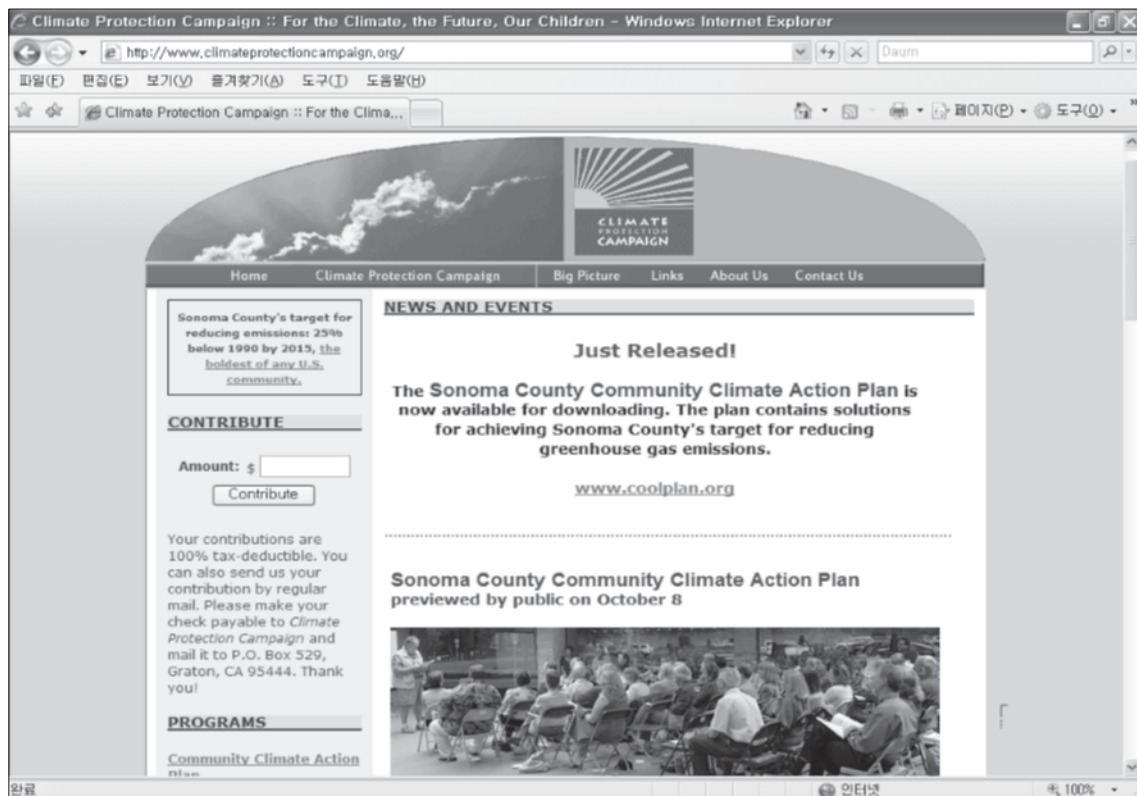 Climate Protection Campaign :: For the Climate, the Future, Our Children - Windows Internet Explorer
http://www.climateprotectioncampaign.org/
Daum
파일(F) 편집(E) 보기(V) 즐겨찾기(A) 도구(T) 도움말(H)
Climate Protection Campaign :: For the Clima...
페이지(P) 도구(O)
CLIMATE
PROTECTION
CAMPAIGN
Home Climate Protection Campaign Big Picture Links About Us Contact Us
Sonoma County's target for
reducing emissions: 25%
below 1990 by 2015, the
boldest of any U.S.
community.
CONTRIBUTE
Amount: $
Contribute
Your contributions are
100% tax-deductible. You
can also send us your
contribution by regular
mail. Please make your
check payable to Climate
Protection Campaign and
mail it to P.O. Box 529,
Graton, CA 95444. Thank
you!
PROGRAMS
Community Climate Action
Plan
NEWS AND EVENTS
Just Released!
The Sonoma County Community Climate Action Plan is
now available for downloading. The plan contains solutions
for achieving Sonoma County's target for reducing
greenhouse gas emissions.
www.coolplan.org
Sonoma County Community Climate Action Plan
previewed by public on October 8
완료
인터넷
100%